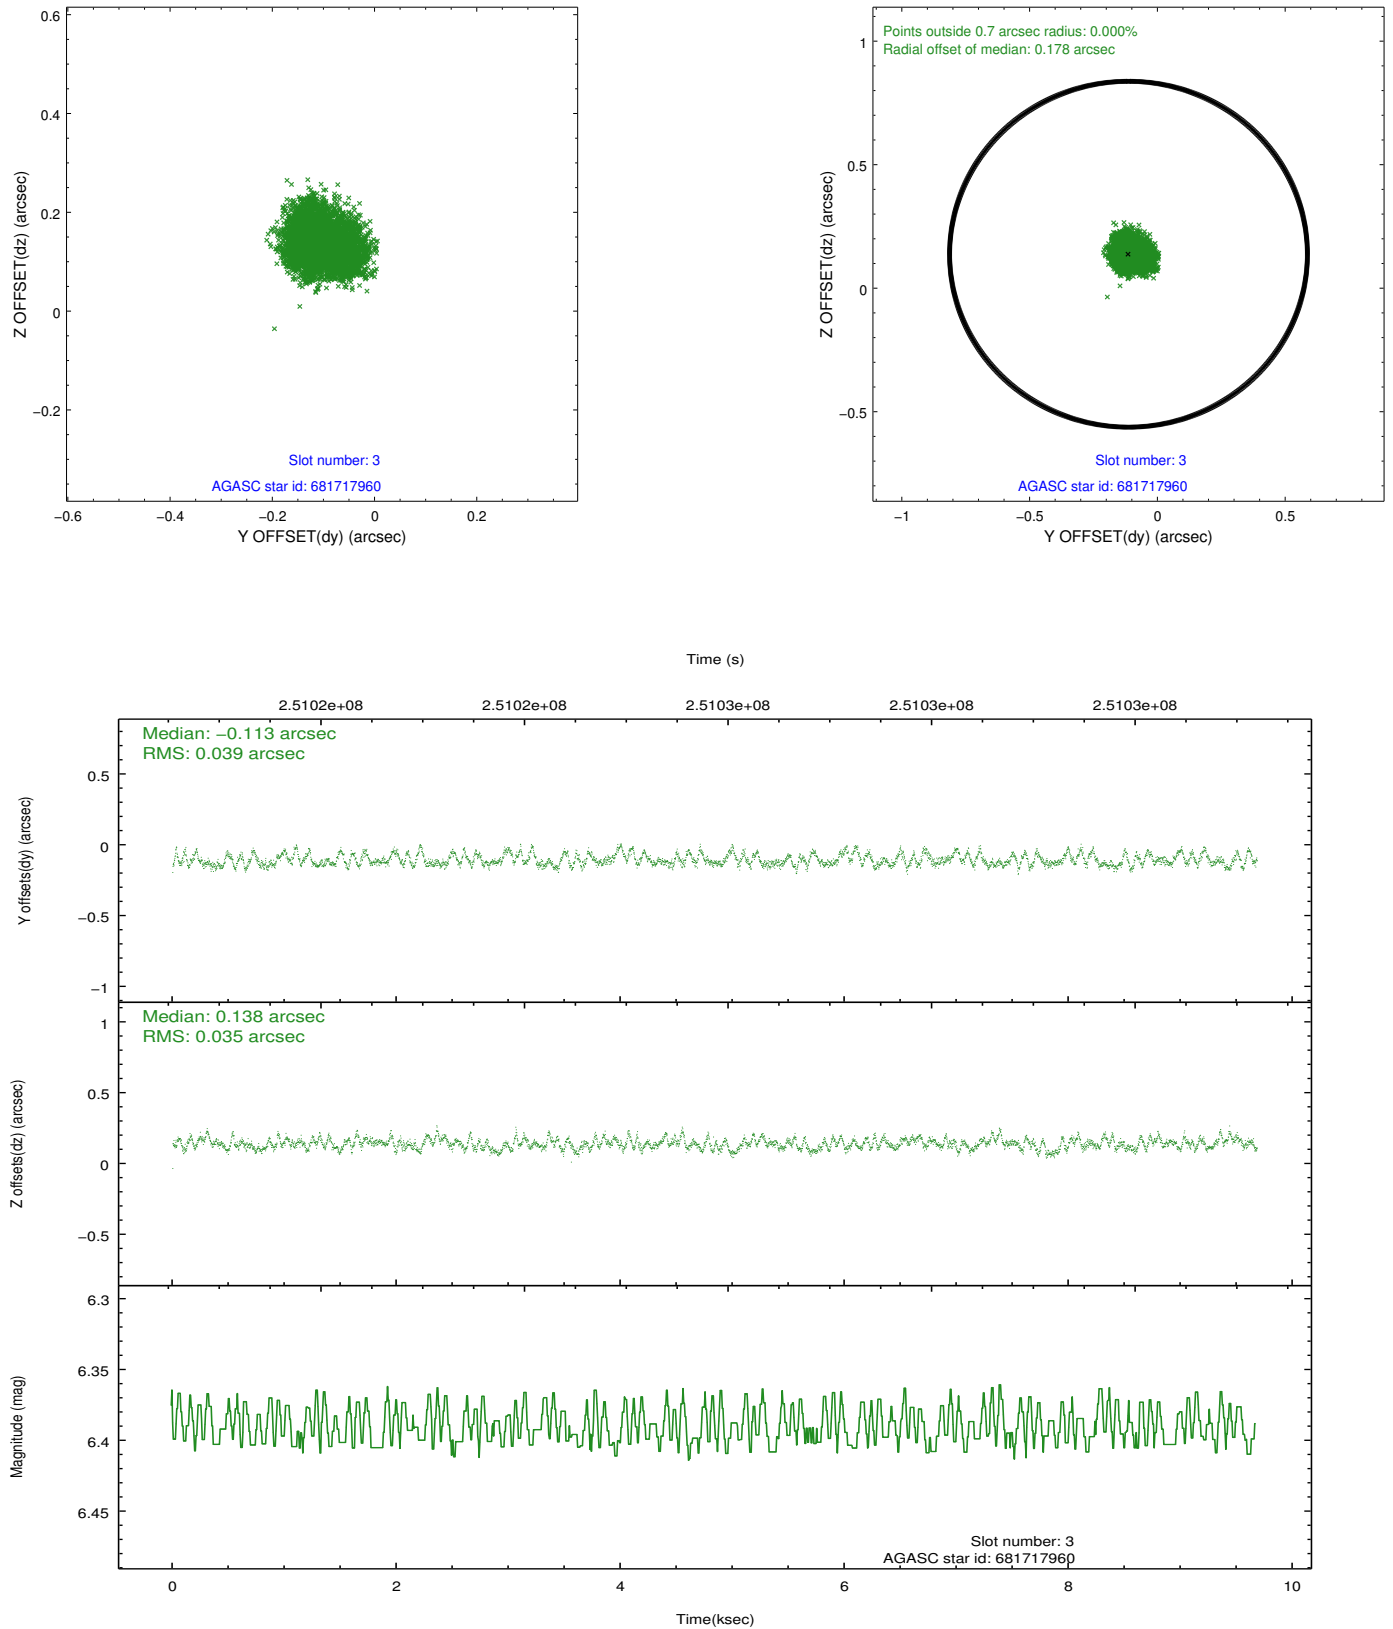 0.6
0.4
0.2
0
−0.2
Z OFFSET(dz) (arcsec)
Slot number: 3
AGASC star id: 681717960
−0.6 −0.4 −0.2 0 0.2
Y OFFSET(dy) (arcsec)
Points outside 0.7 arcsec radius: 0.000%
Radial offset of median: 0.178 arcsec
1
0.5
0
−0.5
Z OFFSET(dz) (arcsec)
Slot number: 3
AGASC star id: 681717960
−1 −0.5 0 0.5
Y OFFSET(dy) (arcsec)
Time (s)
2.5102e+08 2.5102e+08 2.5103e+08 2.5103e+08 2.5103e+08
Median: −0.113 arcsec
RMS: 0.039 arcsec
0.5
0
−0.5
−1
Y offsets(dy) (arcsec)
Median: 0.138 arcsec
RMS: 0.035 arcsec
1
0.5
0
−0.5
Z offsets(dz) (arcsec)
6.3
6.35
6.4
6.45
Magnitude (mag)
Slot number: 3
AGASC star id: 681717960
0 2 4 6 8 10
Time(ksec)